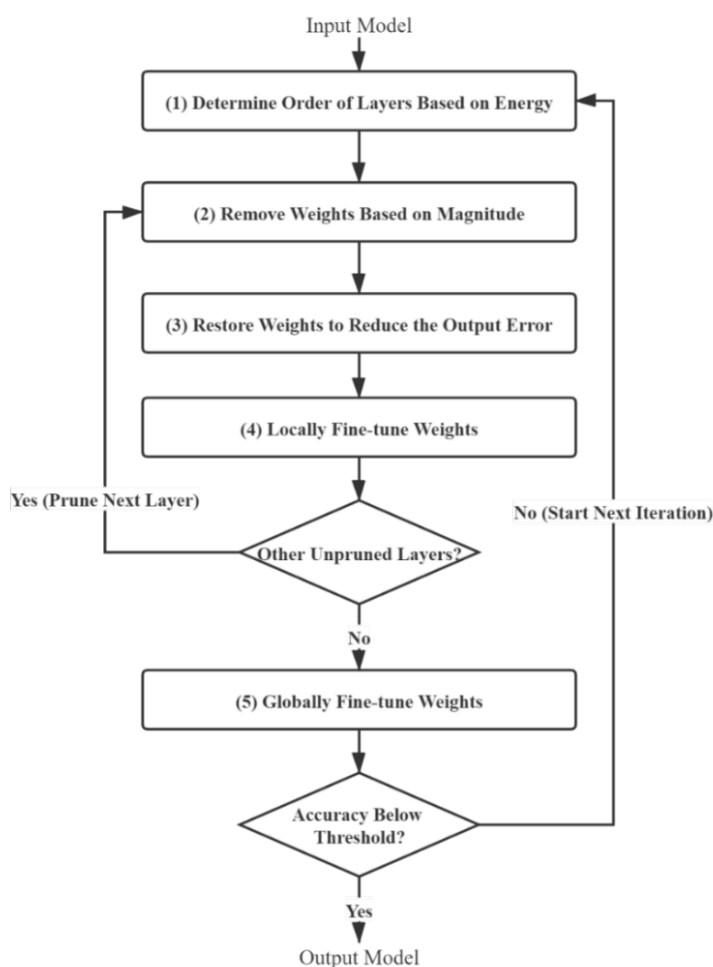 Input Model
(1) Determine Order of Layers Based on Energy
(2) Remove Weights Based on Magnitude
(3) Restore Weights to Reduce the Output Error
(4) Locally Fine-tune Weights
Yes (Prune Next Layer)
No (Start Next Iteration)
Other Unpruned Layers?
No
(5) Globally Fine-tune Weights
Accuracy Below
Threshold?
Yes
Output Model